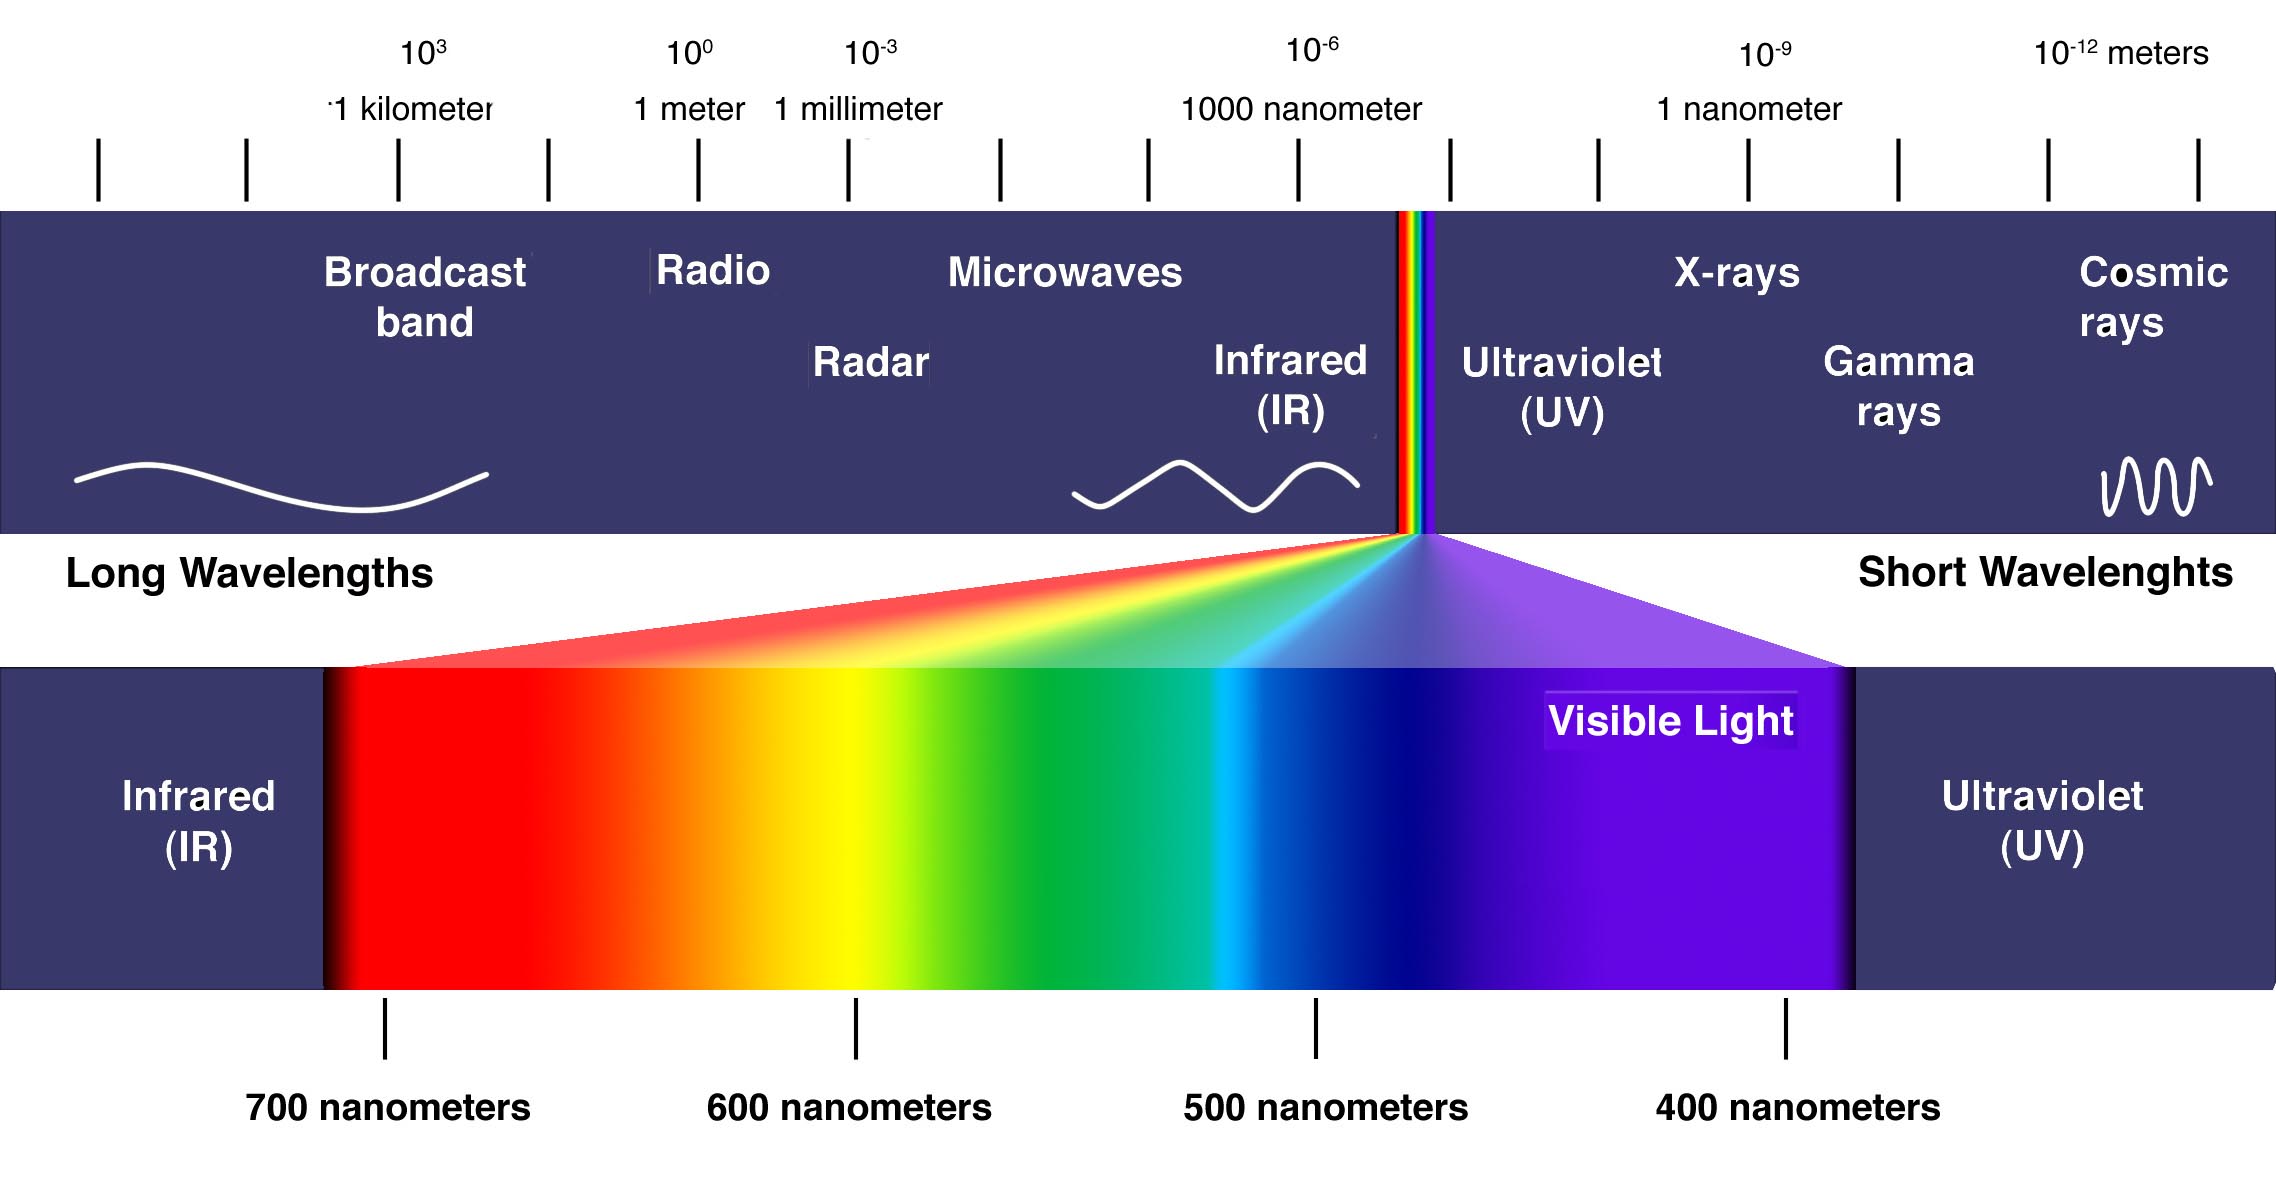 10³ 10⁰ 10⁻³ 10⁻⁶ 10⁻⁹ 10⁻¹² meters
1 kilometer 1 meter 1 millimeter 1000 nanometer 1 nanometer
Broadcast
band
Radio
Radar
Microwaves
Infrared
(IR)
Ultraviolet
(UV)
X-rays
Gamma
rays
Cosmic
rays
Long Wavelengths
Short Wavelenghts
Visible Light
Infrared
(IR)
Ultraviolet
(UV)
700 nanometers 600 nanometers 500 nanometers 400 nanometers